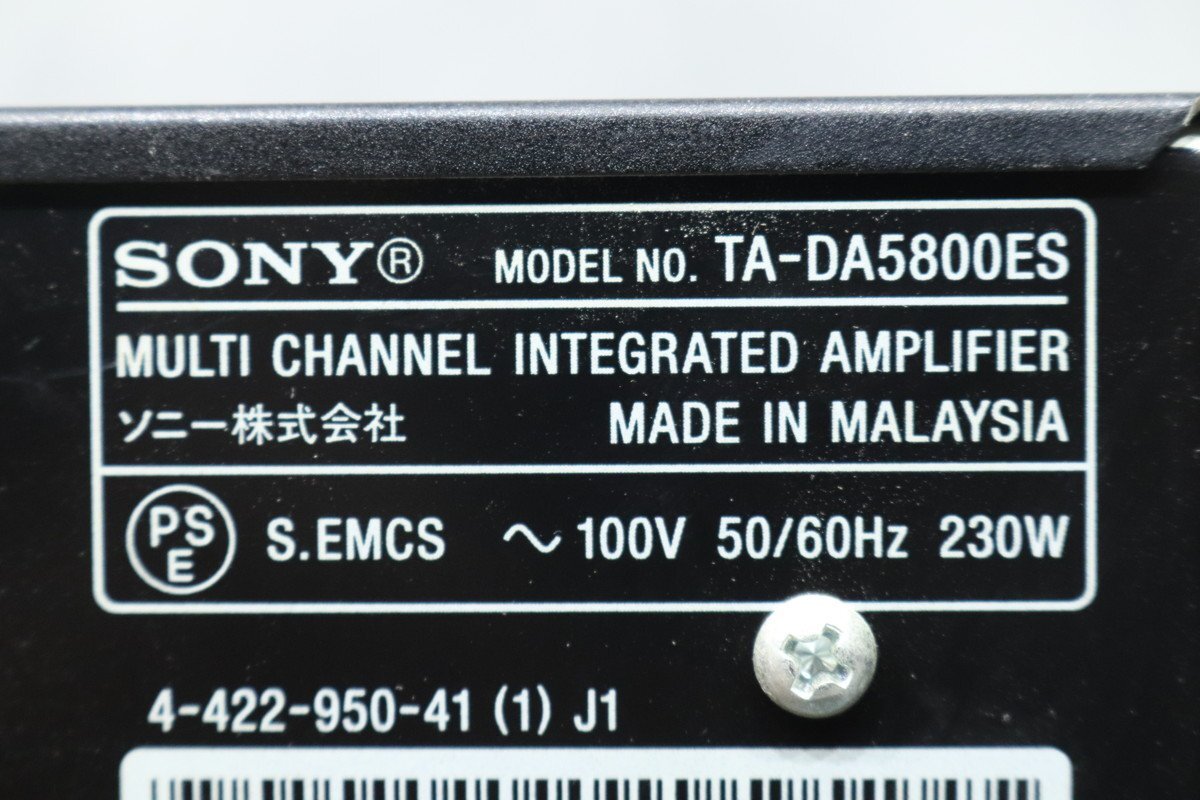 SONY® MODEL NO. TA-DA5800ES
MULTI CHANNEL INTEGRATED AMPLIFIER
ソニー株式会社 MADE IN MALAYSIA
PSE S.EMCS ～ 100V 50/60Hz 230W
4-422-950-41 (1) J1